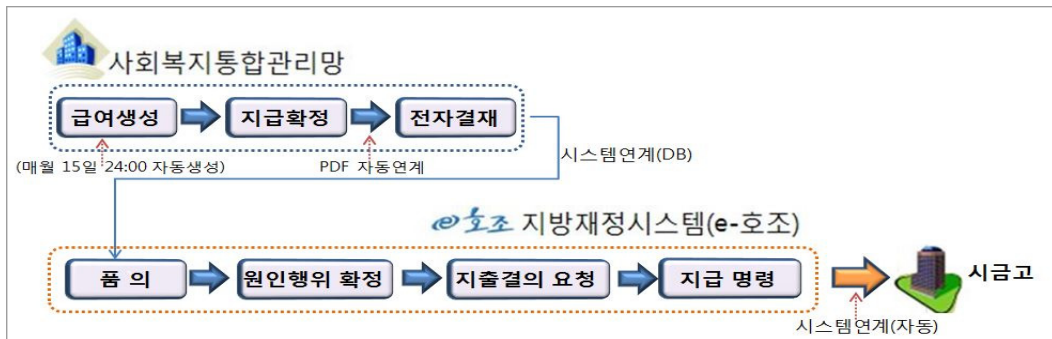 사회복지통합관리망
급여생성 지급확정 전자결재
(매월 15일 24:00 자동생성) PDF 자동연계 시스템연계(DB)
e호조 지방재정시스템(e-호조)
품 의 원인행위 확정 지출결의 요청 지급 명령 시금고
시스템연계(자동)